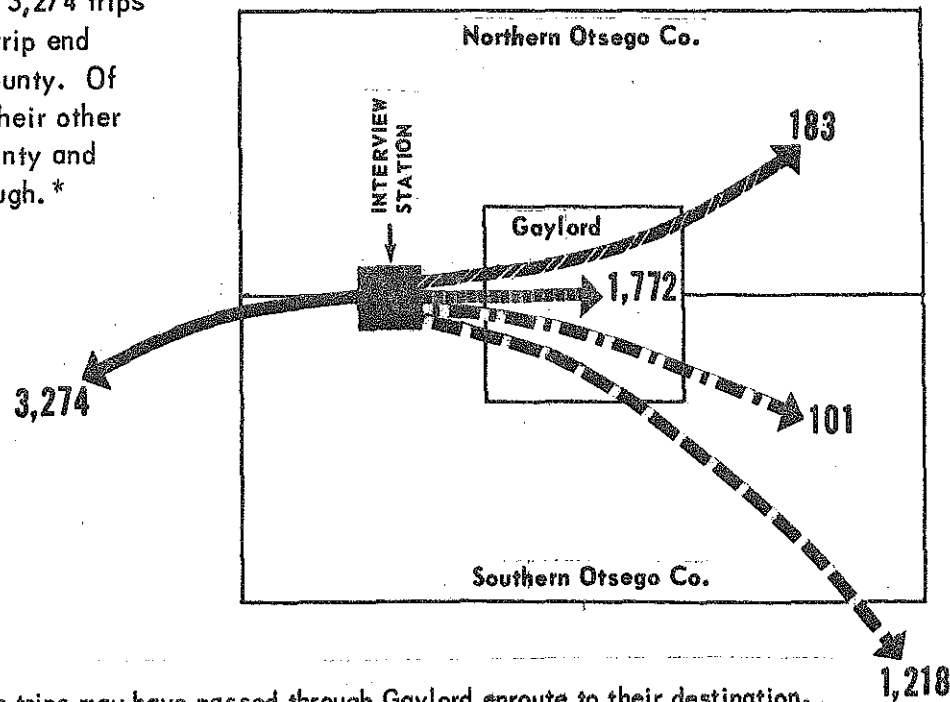 3,274 trips
trip end
unty. Of
their other
nty and
ugh. *
Northern Otsego Co.
INTERVIEW
STATION
183
Gaylord
1,772
3,274
101
Southern Otsego Co.
1,218
trips may have passed through Gaylord enroute to their destination.